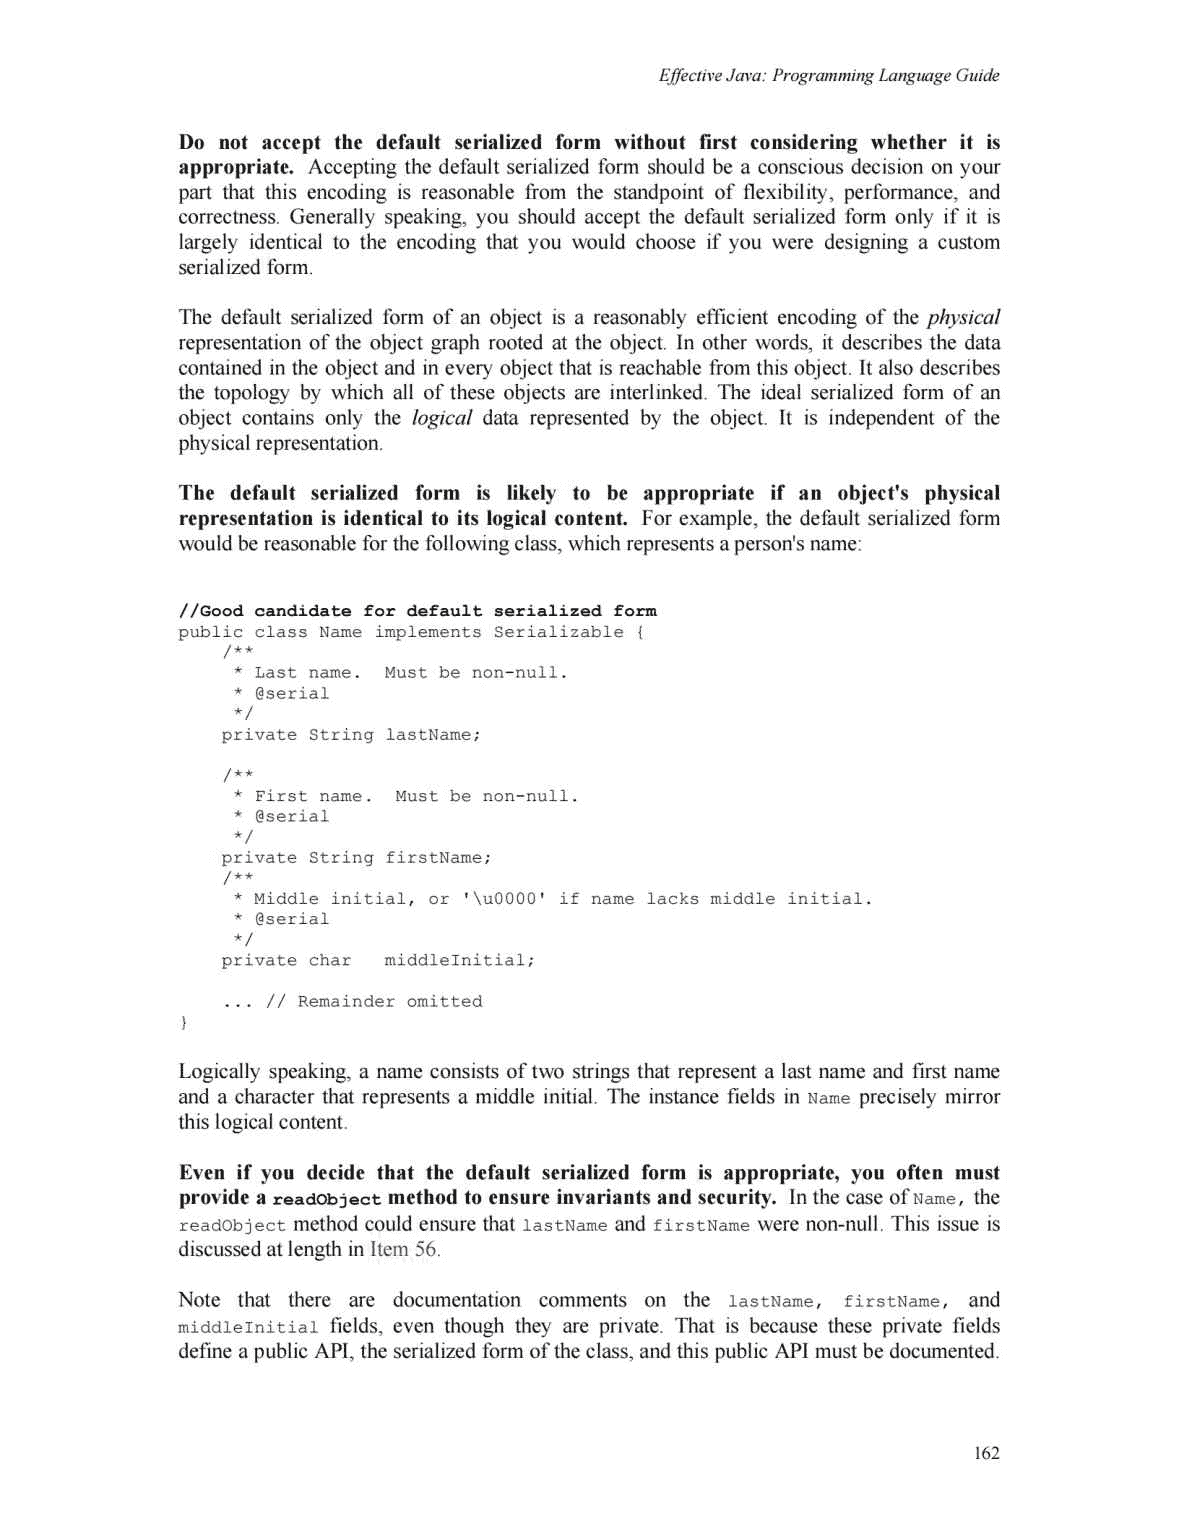 Effective Java: Programming Language Guide
Do not accept the default serialized form without first considering whether it is
appropriate. Accepting the default serialized form should be a conscious decision on your
part that this encoding is reasonable from the standpoint of flexibility, performance, and
correctness. Generally speaking, you should accept the default serialized form only if it is
largely identical to the encoding that you would choose if you were designing a custom
serialized form.
The default serialized form of an object is a reasonably efficient encoding of the physical
representation of the object graph rooted at the object. In other words, it describes the data
contained in the object and in every object that is reachable from this object. It also describes
the topology by which all of these objects are interlinked. The ideal serialized form of an
object contains only the logical data represented by the object. It is independent of the
physical representation.
The default serialized form is likely to be appropriate if an object's physical
representation is identical to its logical content. For example, the default serialized form
would be reasonable for the following class, which represents a person's name:
//Good candidate for default serialized form
public class Name implements Serializable {
    /**
     * Last name.  Must be non-null.
     * @serial
     */
    private String lastName;
    /**
     * First name.  Must be non-null.
     * @serial
     */
    private String firstName;
    /**
     * Middle initial, or '\u0000' if name lacks middle initial.
     * @serial
     */
    private char   middleInitial;
    ... // Remainder omitted
}
Logically speaking, a name consists of two strings that represent a last name and first name
and a character that represents a middle initial. The instance fields in Name precisely mirror
this logical content.
Even if you decide that the default serialized form is appropriate, you often must
provide a readObject method to ensure invariants and security. In the case of Name, the
readObject method could ensure that lastName and firstName were non-null. This issue is
discussed at length in Item 56.
Note that there are documentation comments on the lastName, firstName, and
middleInitial fields, even though they are private. That is because these private fields
define a public API, the serialized form of the class, and this public API must be documented.
162